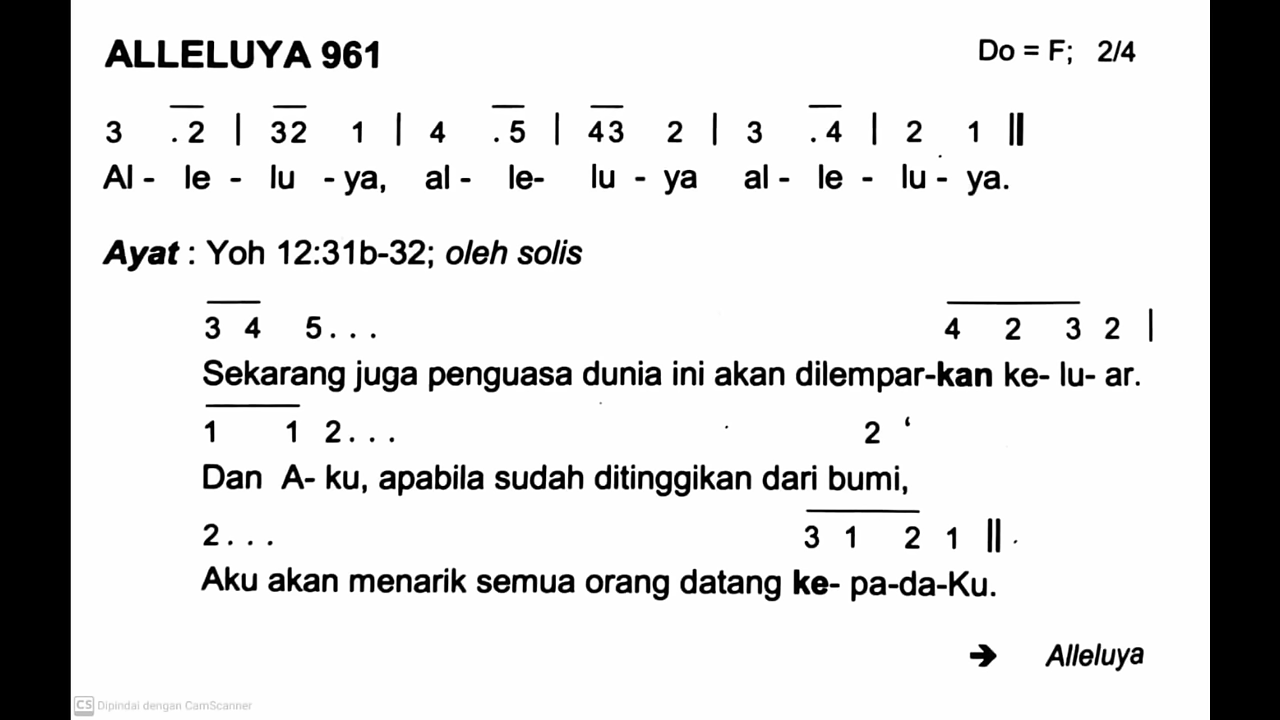 ALLELUYA 961 Do = F; 2/4
3 . 2 | 32 1 | 4 . 5 | 43 2 | 3 . 4 | 2 1 ||
Al - le - lu - ya, al - le- lu - ya al - le - lu - ya.
Ayat : Yoh 12:31b-32; oleh solis
3 4 5 . . . 4 2 3 2 |
Sekarang juga penguasa dunia ini akan dilempar-kan ke- lu- ar.
1 1 2 . . . 2 ‘
Dan A- ku, apabila sudah ditinggikan dari bumi,
2 . . . 3 1 2 1 ||
Aku akan menarik semua orang datang ke- pa-da-Ku.
➔ Alleluya
CS Dipindai dengan CamScanner